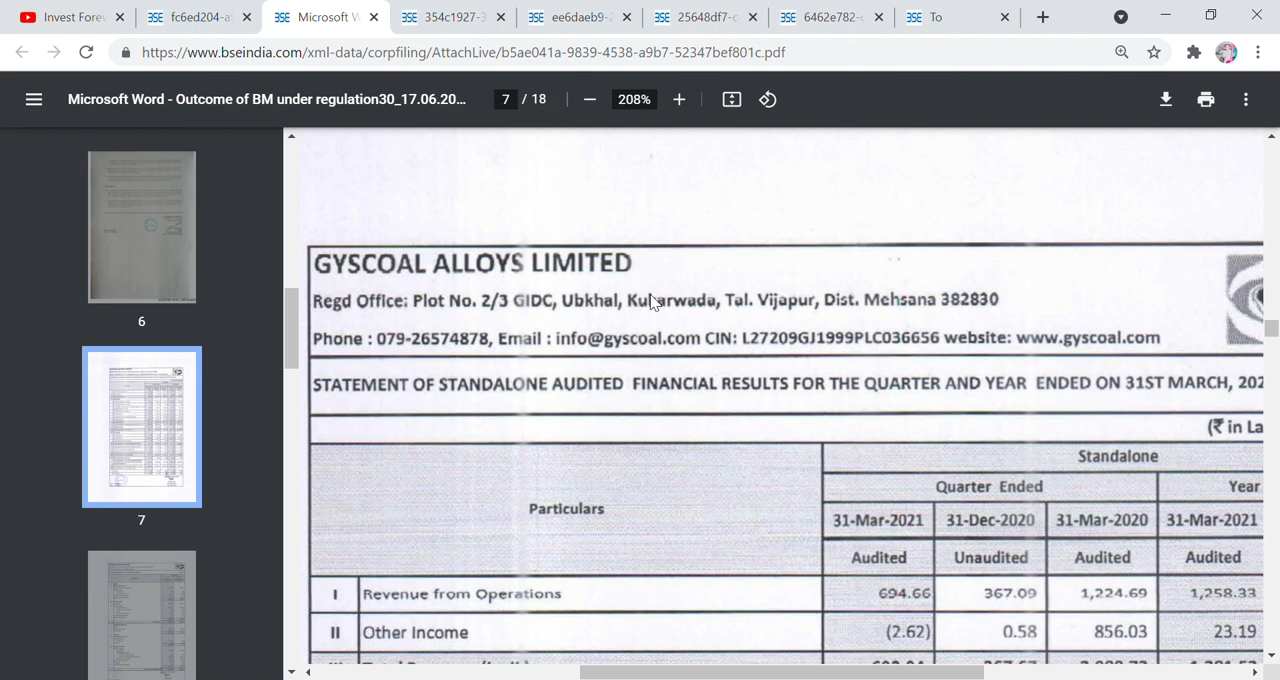 Invest Forev
fc6ed204-a5
Microsoft W
354c1927-3
ee6daeb9-2
25648df7-c
6462e782-c
To
https://www.bseindia.com/xml-data/corpfiling/AttachLive/b5ae041a-9839-4538-a9b7-52347bef801c.pdf
Microsoft Word - Outcome of BM under regulation30_17.06.20...
7 / 18
208%
6
7
GYSCOAL ALLOYS LIMITED
Regd Office: Plot No. 2/3 GIDC, Ubkhal, Tal. Vijapur, Dist. Mehsana 382830
Phone : 079-26574878, Email : info@gyscoal.com CIN: L27209GJ1999PLC036656 website: www.gyscoal.com
STATEMENT OF STANDALONE AUDITED FINANCIAL RESULTS FOR THE QUARTER AND YEAR ENDED ON 31ST MARCH, 202
(₹ in La
Standalone
Particulars
Quarter Ended Year
31-Mar-2021 31-Dec-2020 31-Mar-2020 31-Mar-2021
Audited Unaudited Audited Audited
I Revenue from Operations 694.66 367.09 1,224.69 1,258.33
II Other Income (2.62) 0.58 856.03 23.19